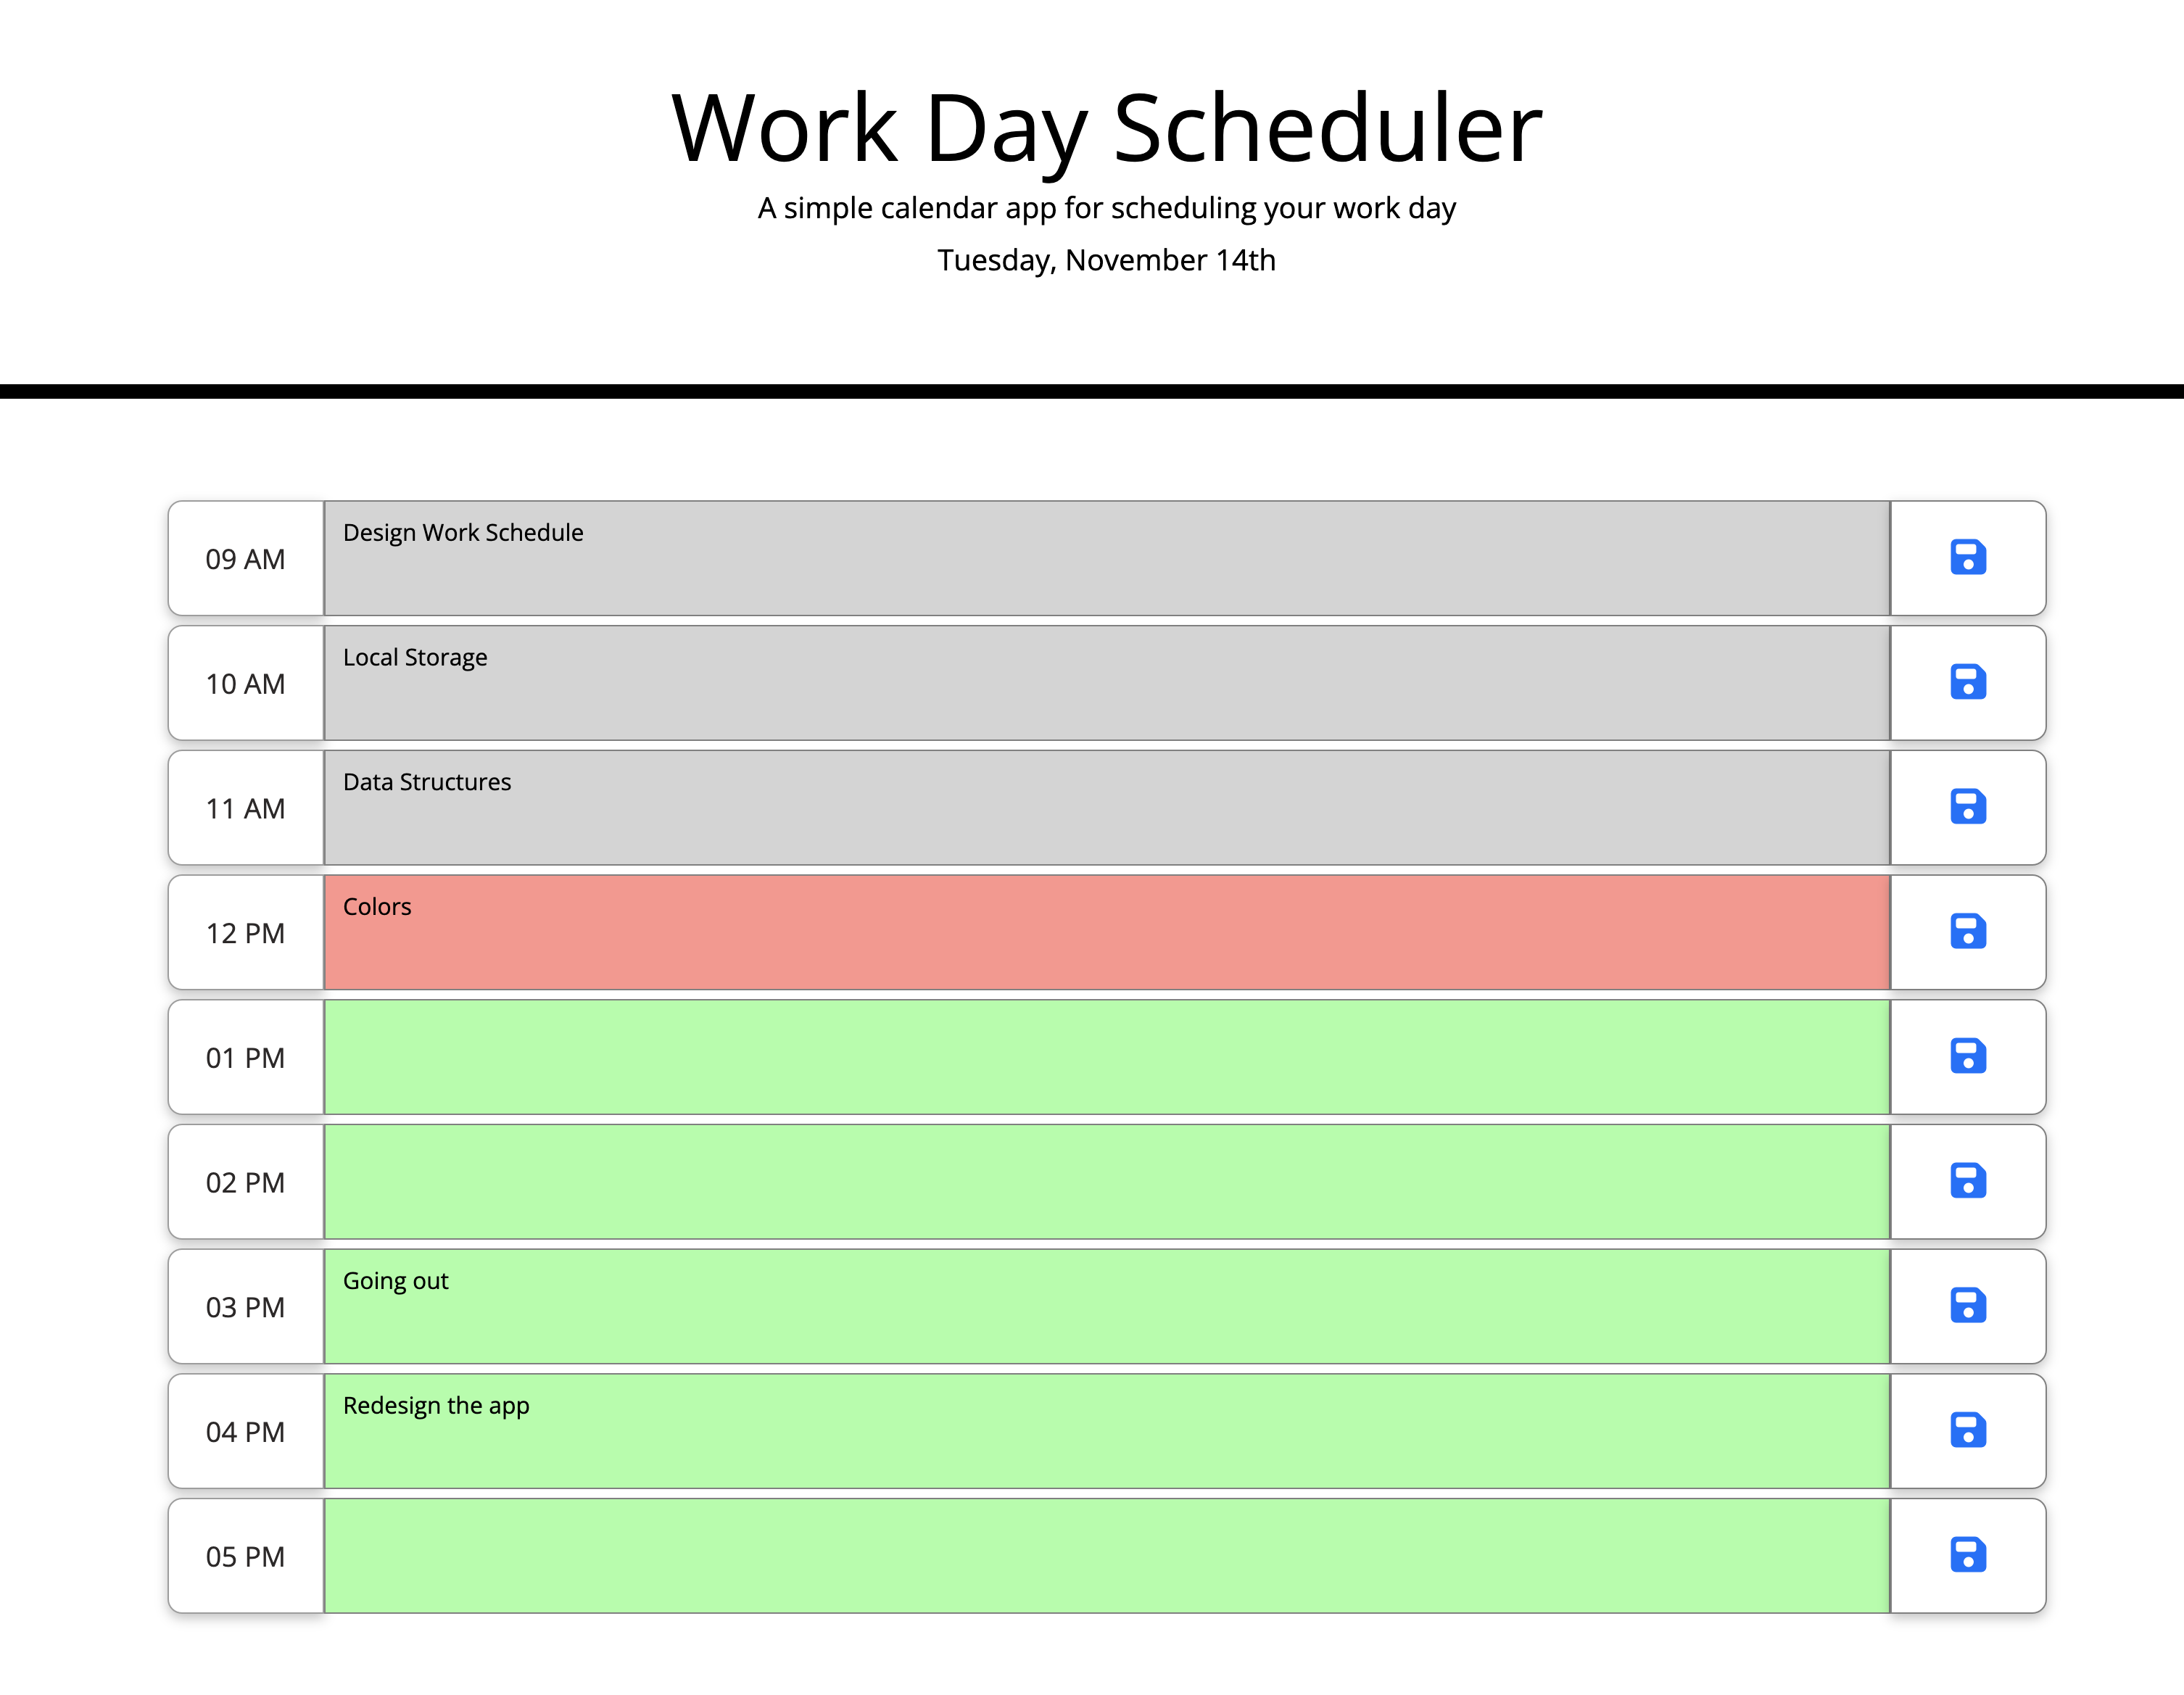 Work Day Scheduler
A simple calendar app for scheduling your work day
Tuesday, November 14th
09 AM
Design Work Schedule
10 AM
Local Storage
11 AM
Data Structures
12 PM
Colors
01 PM
02 PM
03 PM
Going out
04 PM
Redesign the app
05 PM